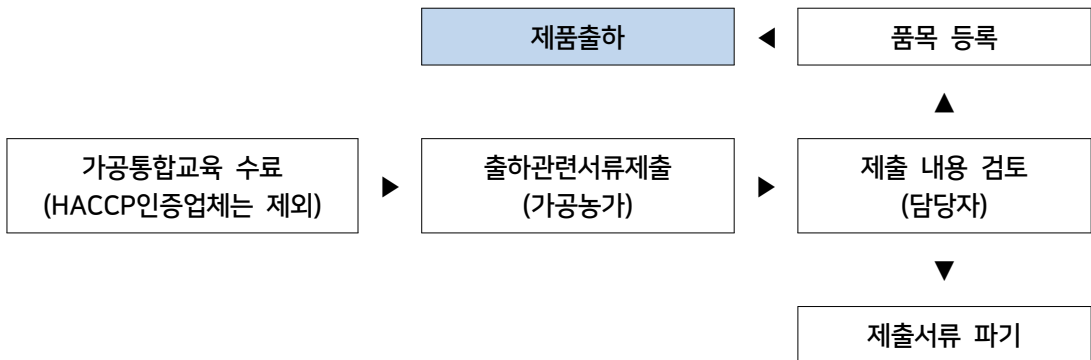 제품출하 ◀ 품목 등록
▲
가공통합교육 수료
(HACCP인증업체는 제외)
▶
출하관련서류제출
(가공농가)
▶
제출 내용 검토
(담당자)
▼
제출서류 파기